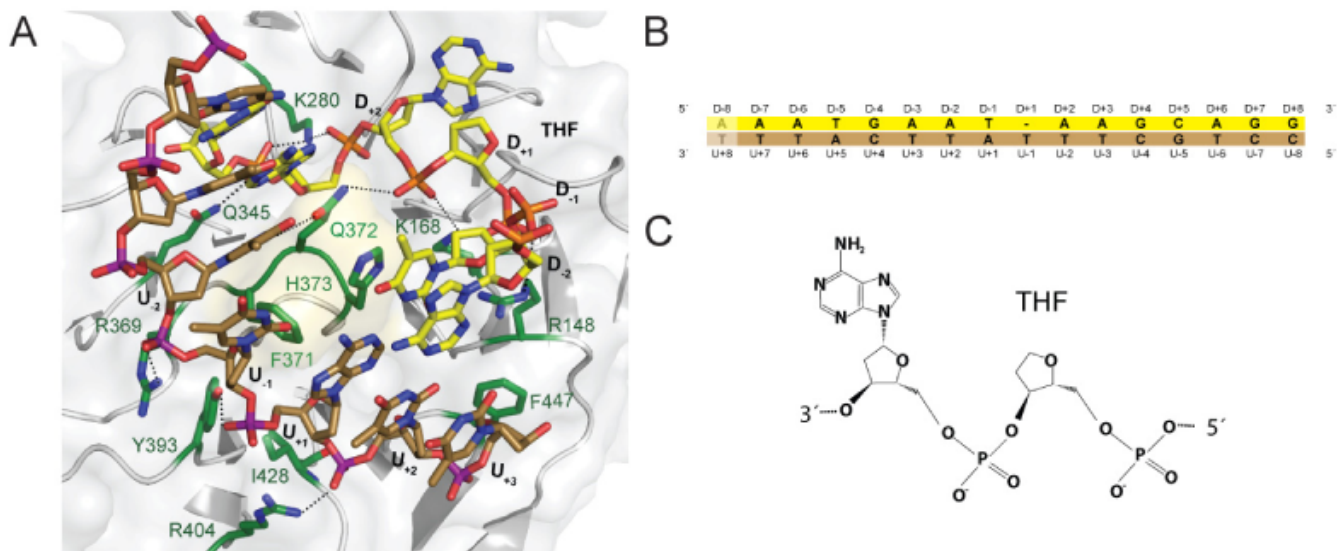 A
K280
D+2
THF
D+1
D-1
Q345
Q372
K168
D-2
H373
U-2
R369
R148
F371
U-1
F447
Y393
U+1
I428
U+2
U+3
R404
B
5´ D-8 D-7 D-6 D-5 D-4 D-3 D-2 D-1 D+1 D+2 D+3 D+4 D+5 D+6 D+7 D+8 3´
A A A T G A A T - A A G C A G G
T T T A C T T A T T T C G T C C
3´ U+8 U+7 U+6 U+5 U+4 U+3 U+2 U+1 U-1 U-2 U-3 U-4 U-5 U-6 U-7 U-8 5´
C
NH2
THF
N
N
N
N
O
O
3´
O
O
O
O
O
5´
P
P
O-
O
O-
O